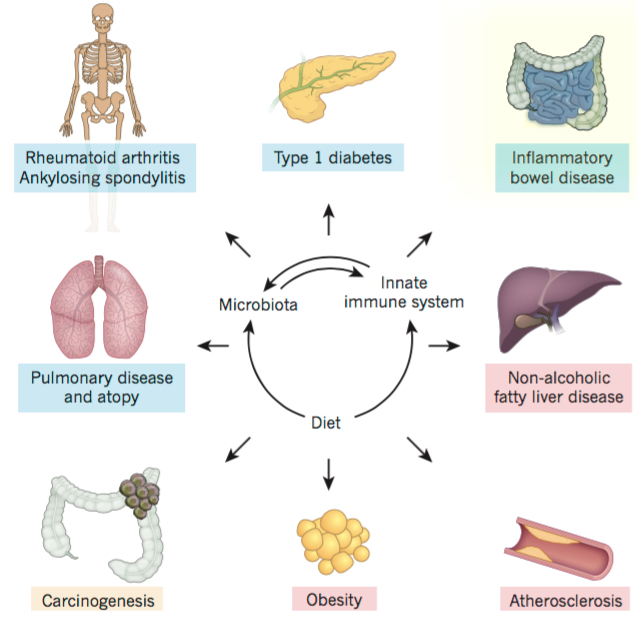 Rheumatoid arthritis
Ankylosing spondylitis
Type 1 diabetes
Inflammatory
bowel disease
Microbiota
Innate
immune system
Pulmonary disease
and atopy
Non-alcoholic
fatty liver disease
Diet
Carcinogenesis
Obesity
Atherosclerosis